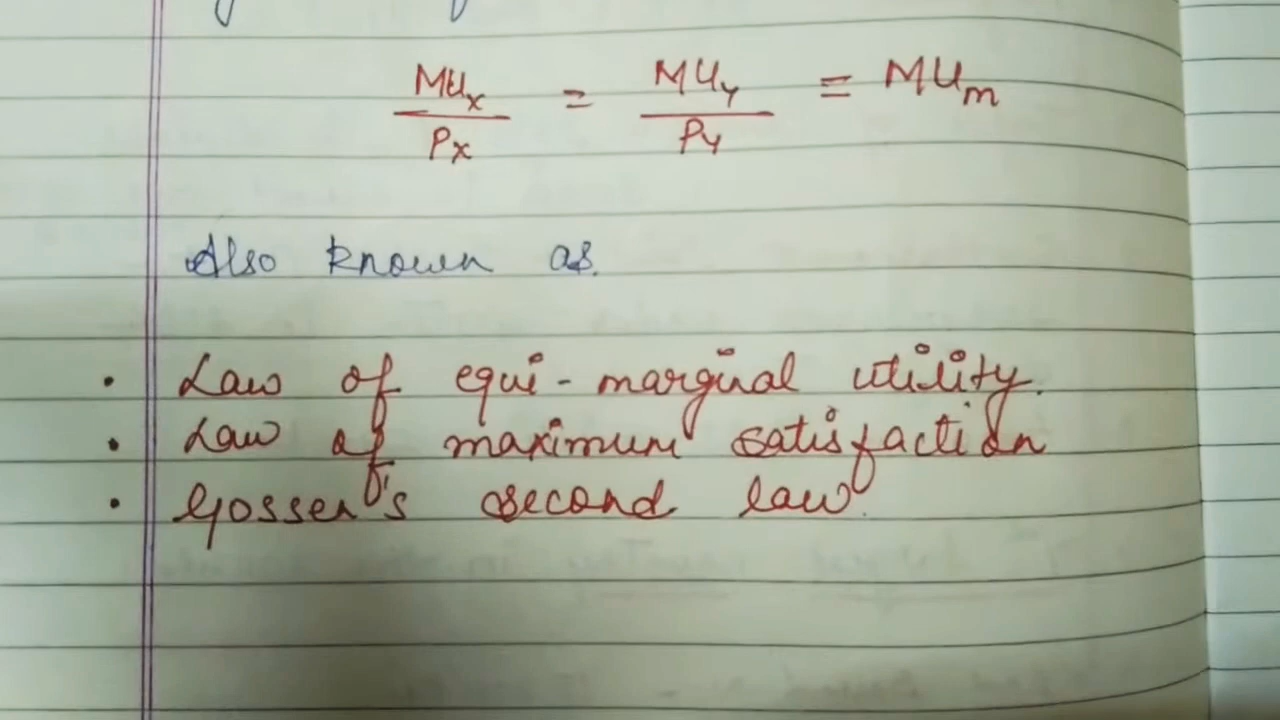 MUx / Px = MUy / Py = MUm
Also known as.
• Law of equi-marginal utility.
• Law of maximum satisfaction
• Gossen's second law.